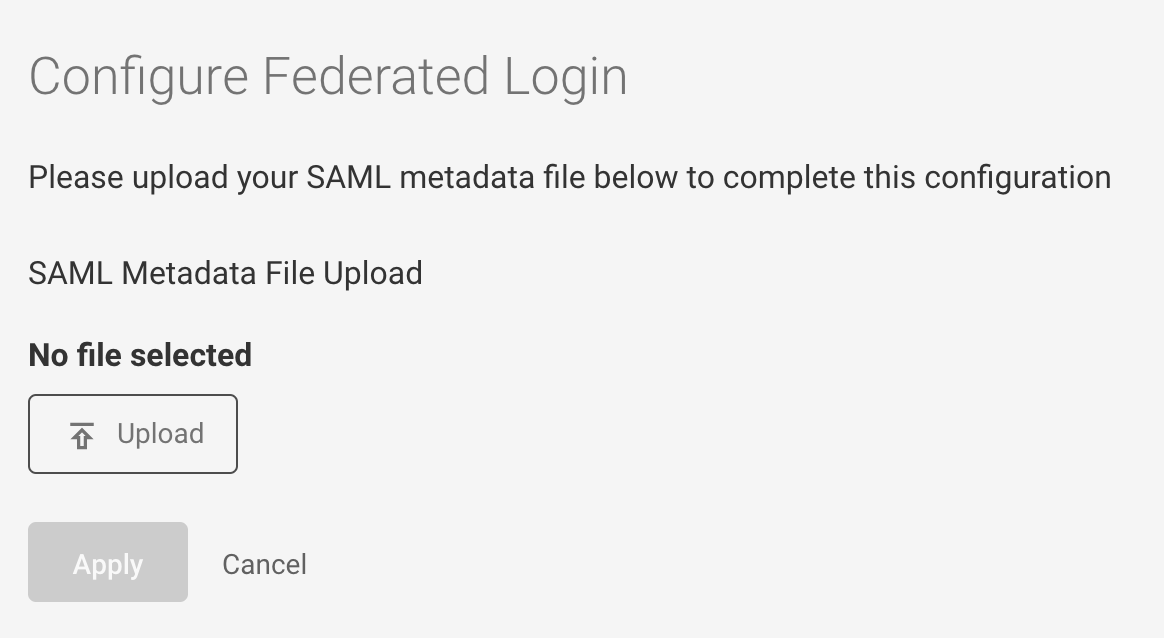 Configure Federated Login
Please upload your SAML metadata file below to complete this configuration
SAML Metadata File Upload
No file selected
Upload
Apply Cancel